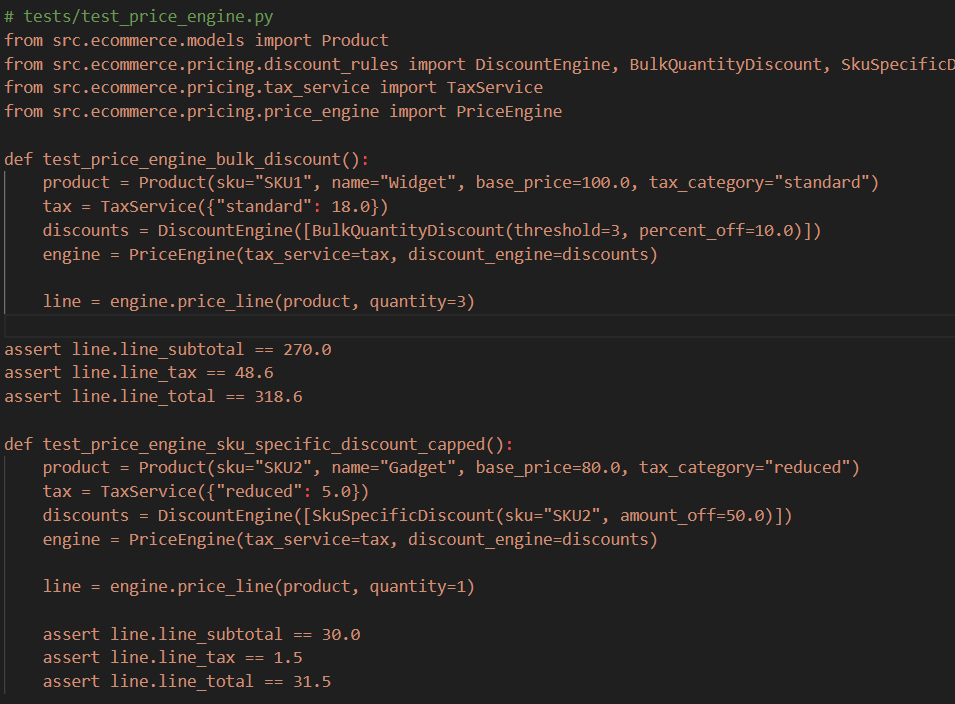 # tests/test_price_engine.py
from src.ecommerce.models import Product
from src.ecommerce.pricing.discount_rules import DiscountEngine, BulkQuantityDiscount, SkuSpecificD
from src.ecommerce.pricing.tax_service import TaxService
from src.ecommerce.pricing.price_engine import PriceEngine

def test_price_engine_bulk_discount():
    product = Product(sku="SKU1", name="Widget", base_price=100.0, tax_category="standard")
    tax = TaxService({"standard": 18.0})
    discounts = DiscountEngine([BulkQuantityDiscount(threshold=3, percent_off=10.0)])
    engine = PriceEngine(tax_service=tax, discount_engine=discounts)

    line = engine.price_line(product, quantity=3)

assert line.line_subtotal == 270.0
assert line.line_tax == 48.6
assert line.line_total == 318.6

def test_price_engine_sku_specific_discount_capped():
    product = Product(sku="SKU2", name="Gadget", base_price=80.0, tax_category="reduced")
    tax = TaxService({"reduced": 5.0})
    discounts = DiscountEngine([SkuSpecificDiscount(sku="SKU2", amount_off=50.0)])
    engine = PriceEngine(tax_service=tax, discount_engine=discounts)

    line = engine.price_line(product, quantity=1)

    assert line.line_subtotal == 30.0
    assert line.line_tax == 1.5
    assert line.line_total == 31.5